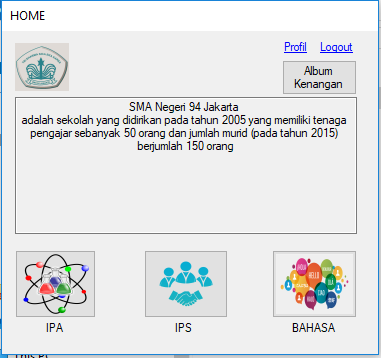 HOME
Profil Logout
Album
Kenangan
SMA Negeri 94 Jakarta
adalah sekolah yang didirikan pada tahun 2005 yang memiliki tenaga
pengajar sebanyak 50 orang dan jumlah murid (pada tahun 2015)
berjumlah 150 orang
HELLO
IPA IPS BAHASA